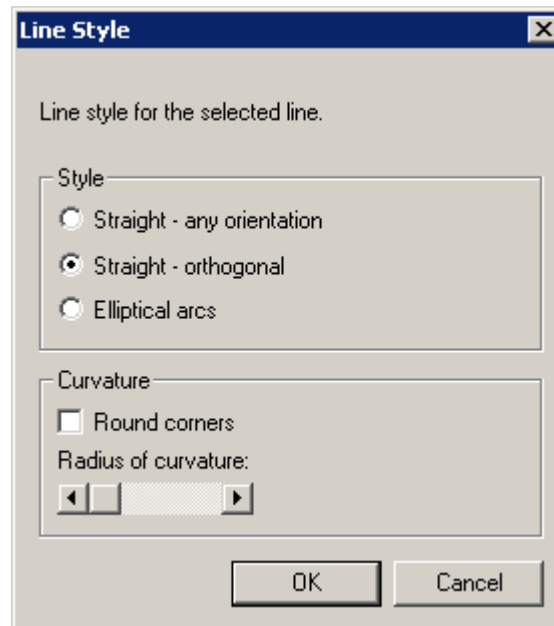 Line Style
Line style for the selected line.
Style
Straight - any orientation
Straight - orthogonal
Elliptical arcs
Curvature
Round corners
Radius of curvature:
OK
Cancel